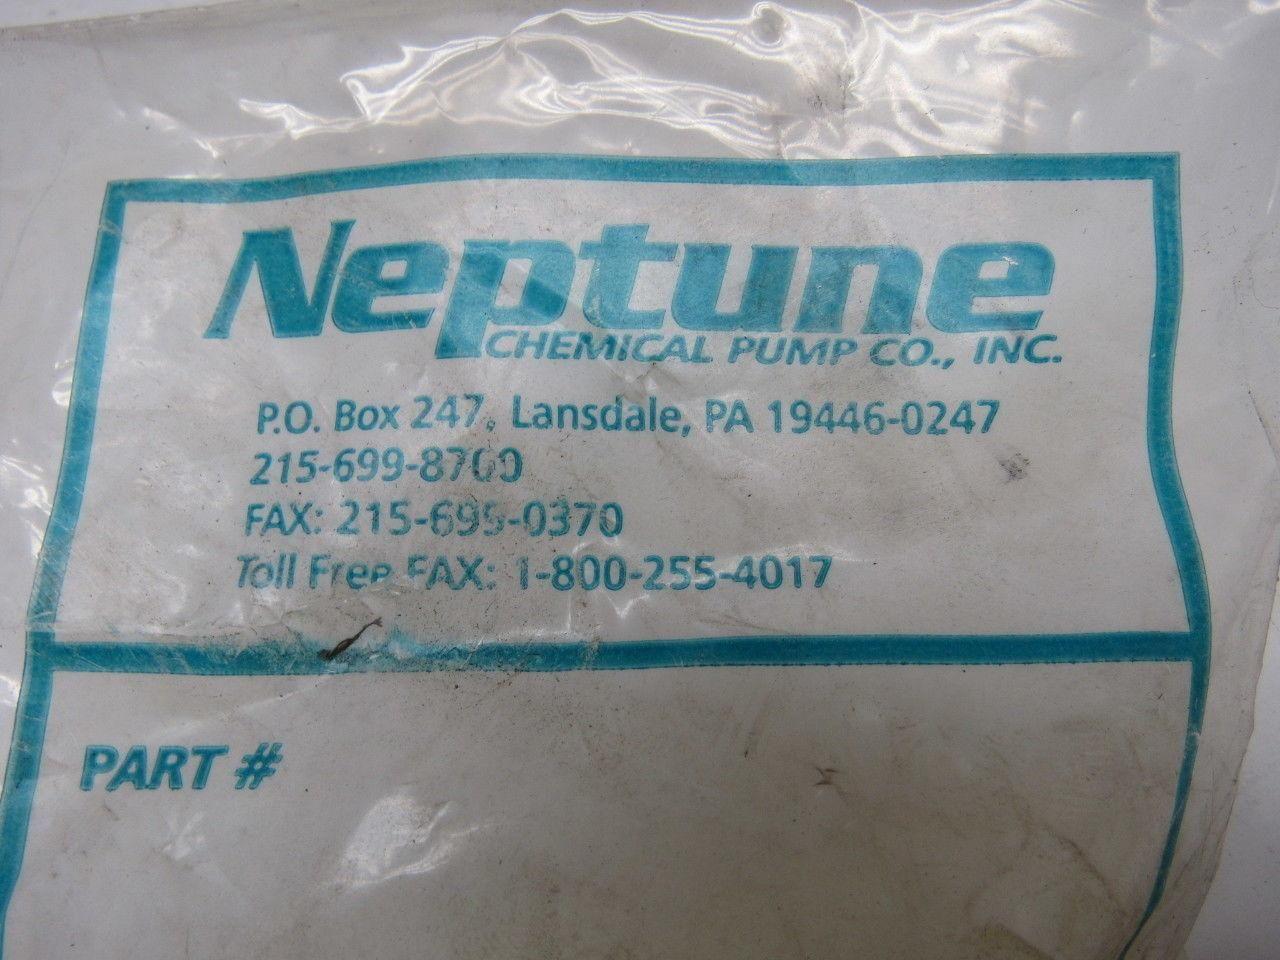 Neptune
CHEMICAL PUMP CO., INC.
P.O. Box 247, Lansdale, PA 19446-0247
215-699-8700
FAX: 215-699-0370
Toll Free FAX: 1-800-255-4017
PART #